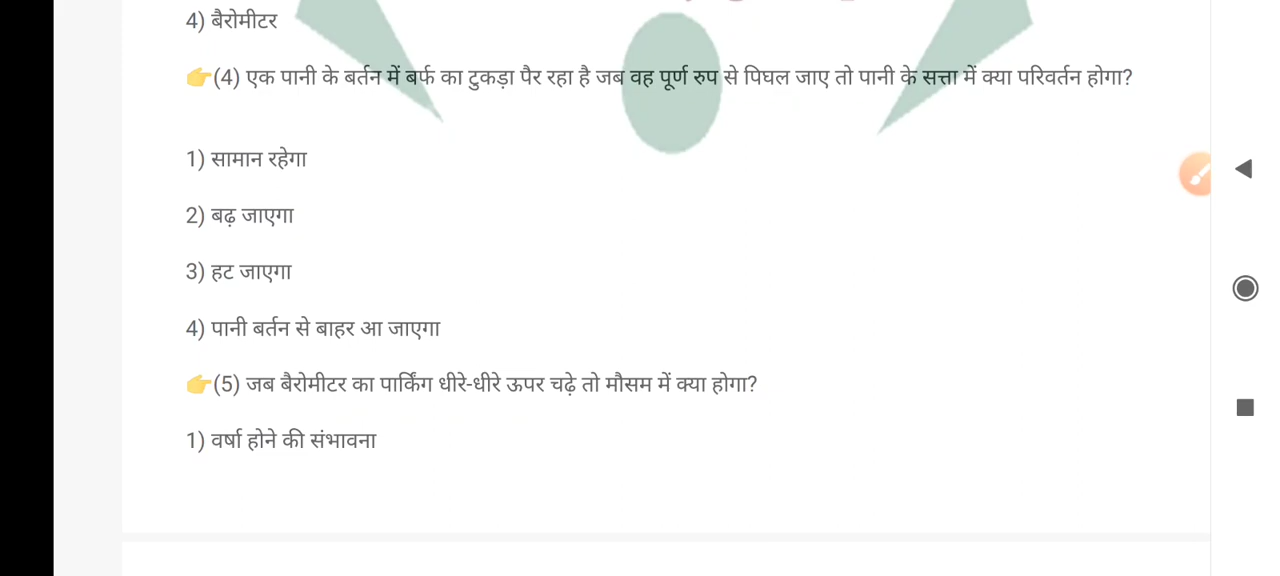 4) बैरोमीटर
👉(4) एक पानी के बर्तन में बर्फ का टुकड़ा पैर रहा है जब वह पूर्ण रुप से पिघल जाए तो पानी के सत्ता में क्या परिवर्तन होगा?
1) सामान रहेगा
2) बढ़ जाएगा
3) हट जाएगा
4) पानी बर्तन से बाहर आ जाएगा
👉(5) जब बैरोमीटर का पार्किंग धीरे-धीरे ऊपर चढ़े तो मौसम में क्या होगा?
1) वर्षा होने की संभावना